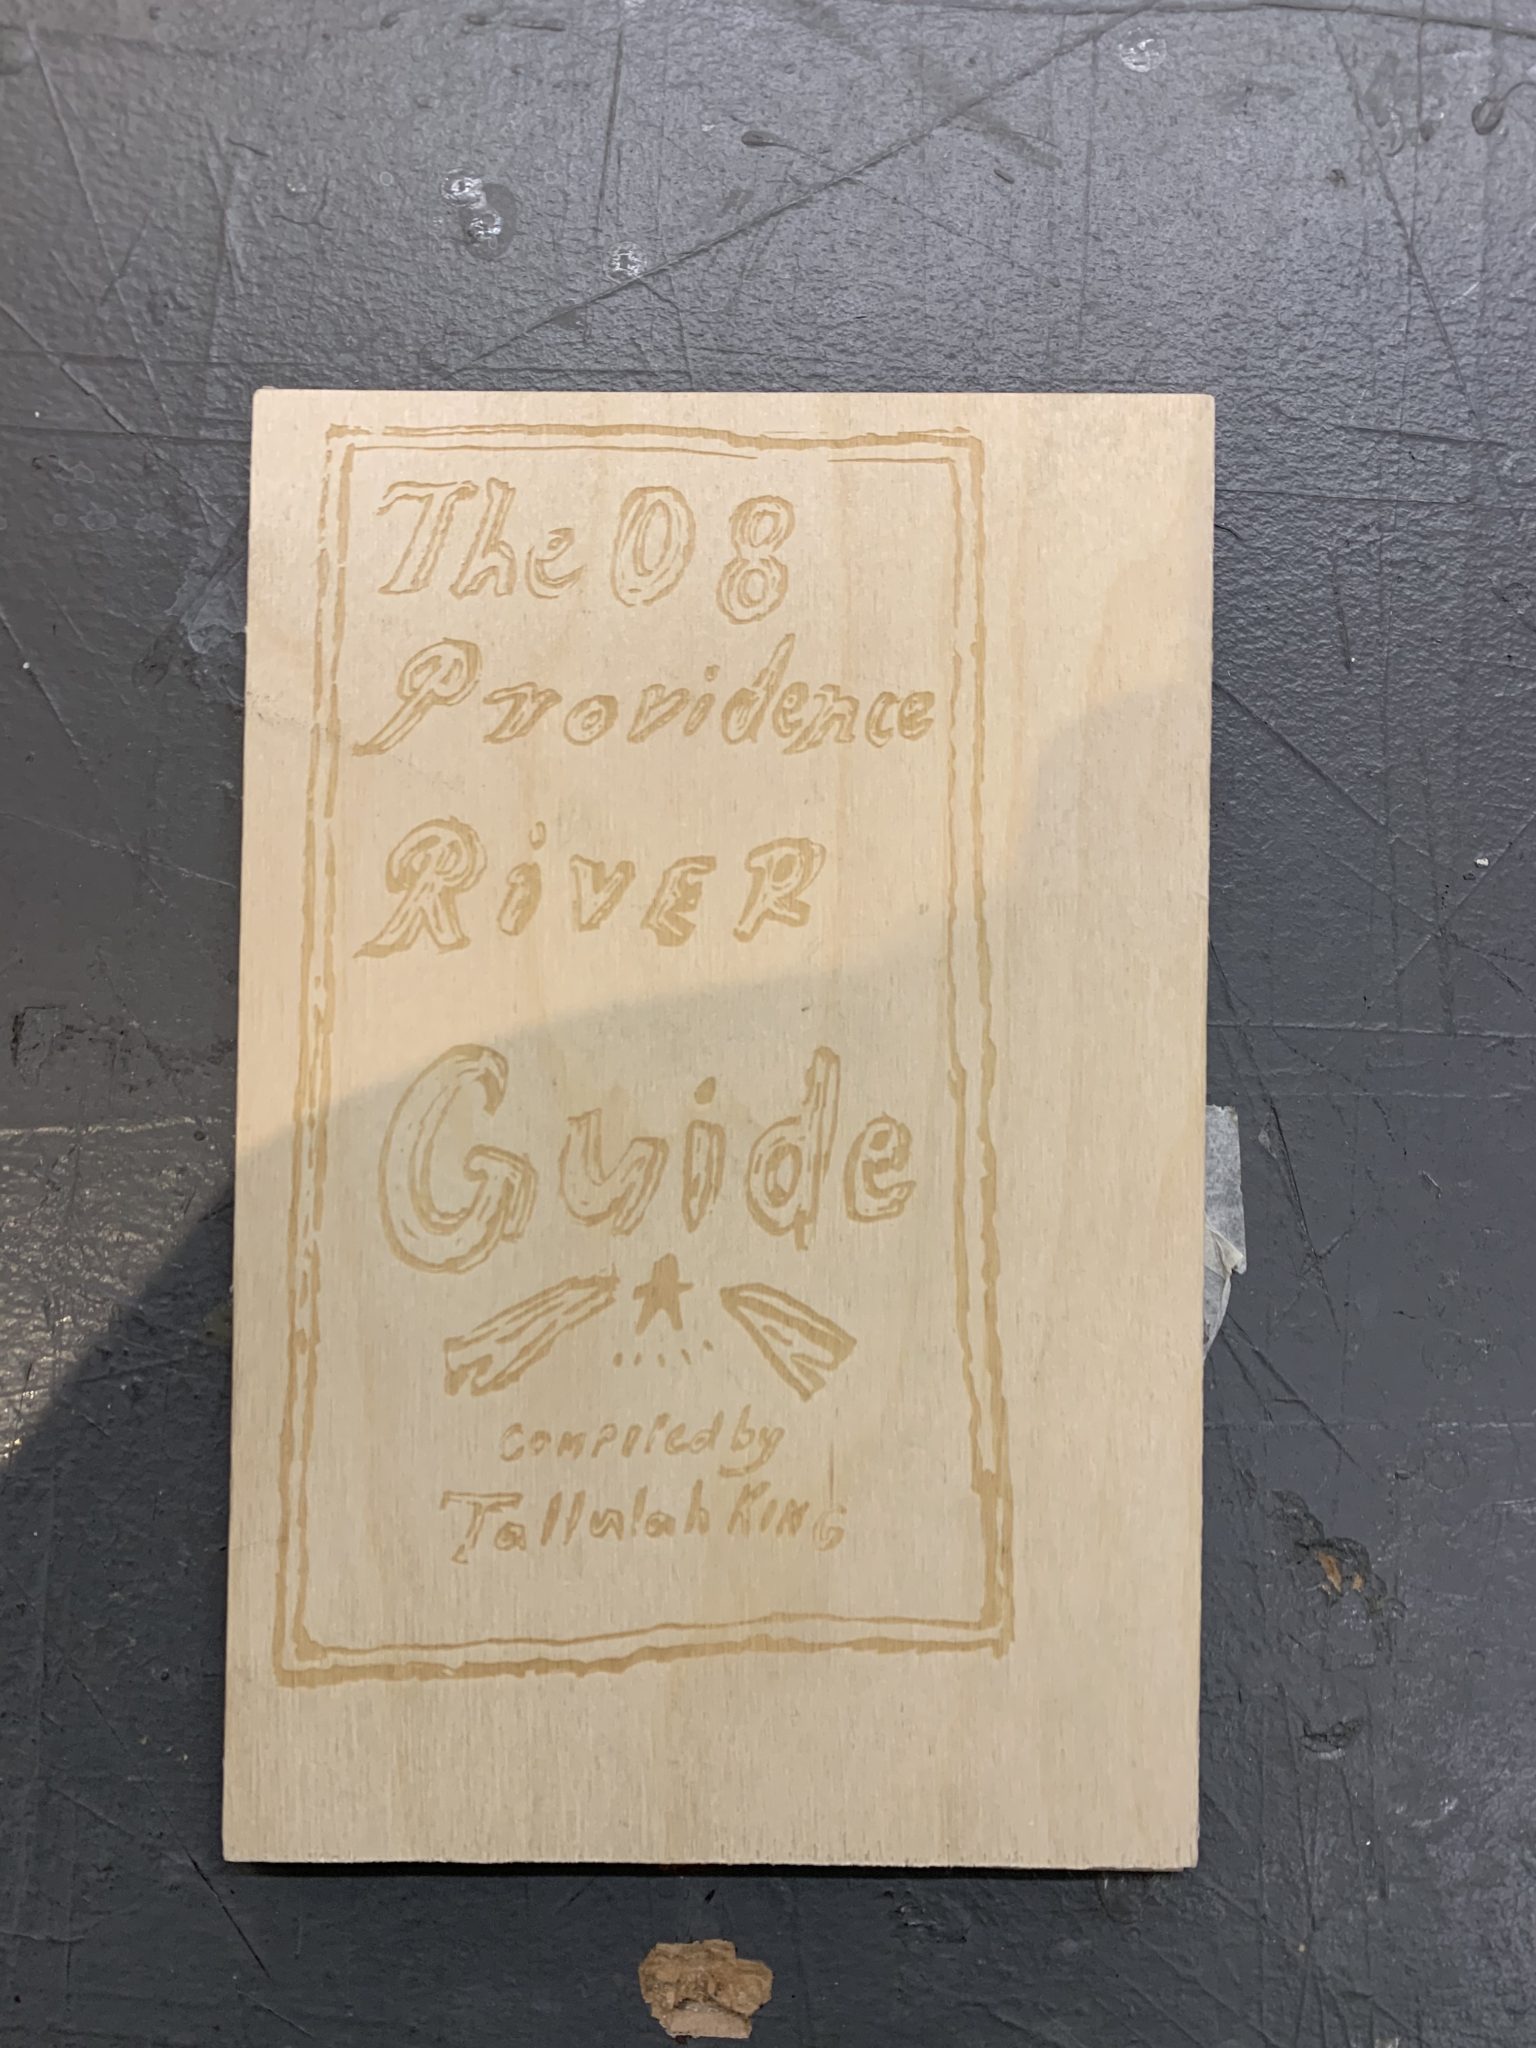 The 08
Providence
RivER
Guide
compiled by
Tallulah KING